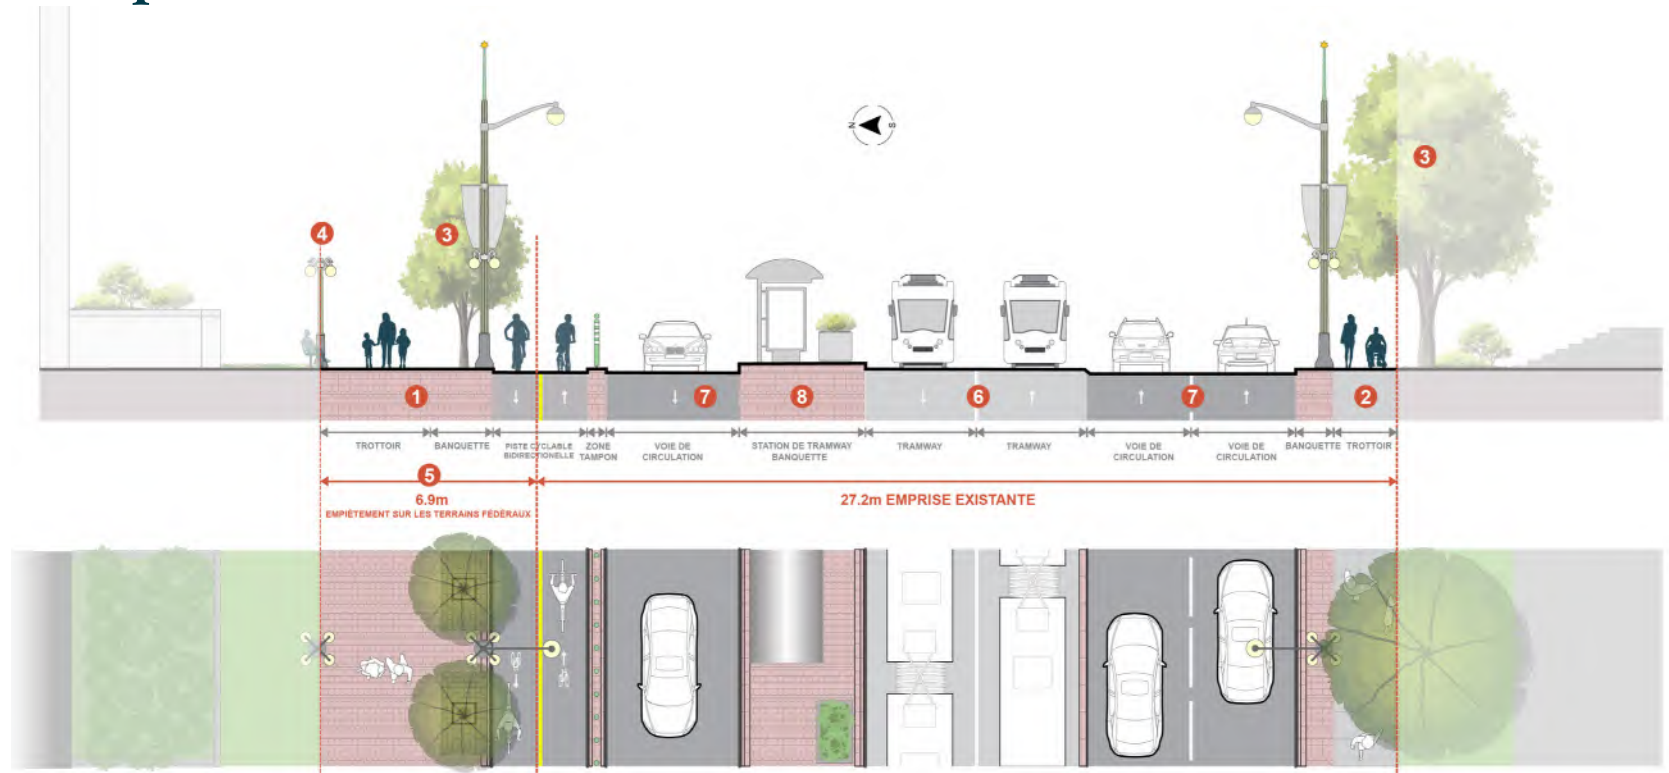 N
S
3
4
3
1
7
8
6
7
2
TROTTOIR
BANQUETTE
PISTE CYCLABLE
BIDIRECTIONELLE
ZONE
TAMPON
VOIE DE
CIRCULATION
STATION DE TRAMWAY
BANQUETTE
TRAMWAY
TRAMWAY
VOIE DE
CIRCULATION
VOIE DE
CIRCULATION
BANQUETTE
TROTTOIR
5
6.9m
EMPIÈTEMENT SUR LES TERRAINS FÉDÉRAUX
27.2m EMPRISE EXISTANTE